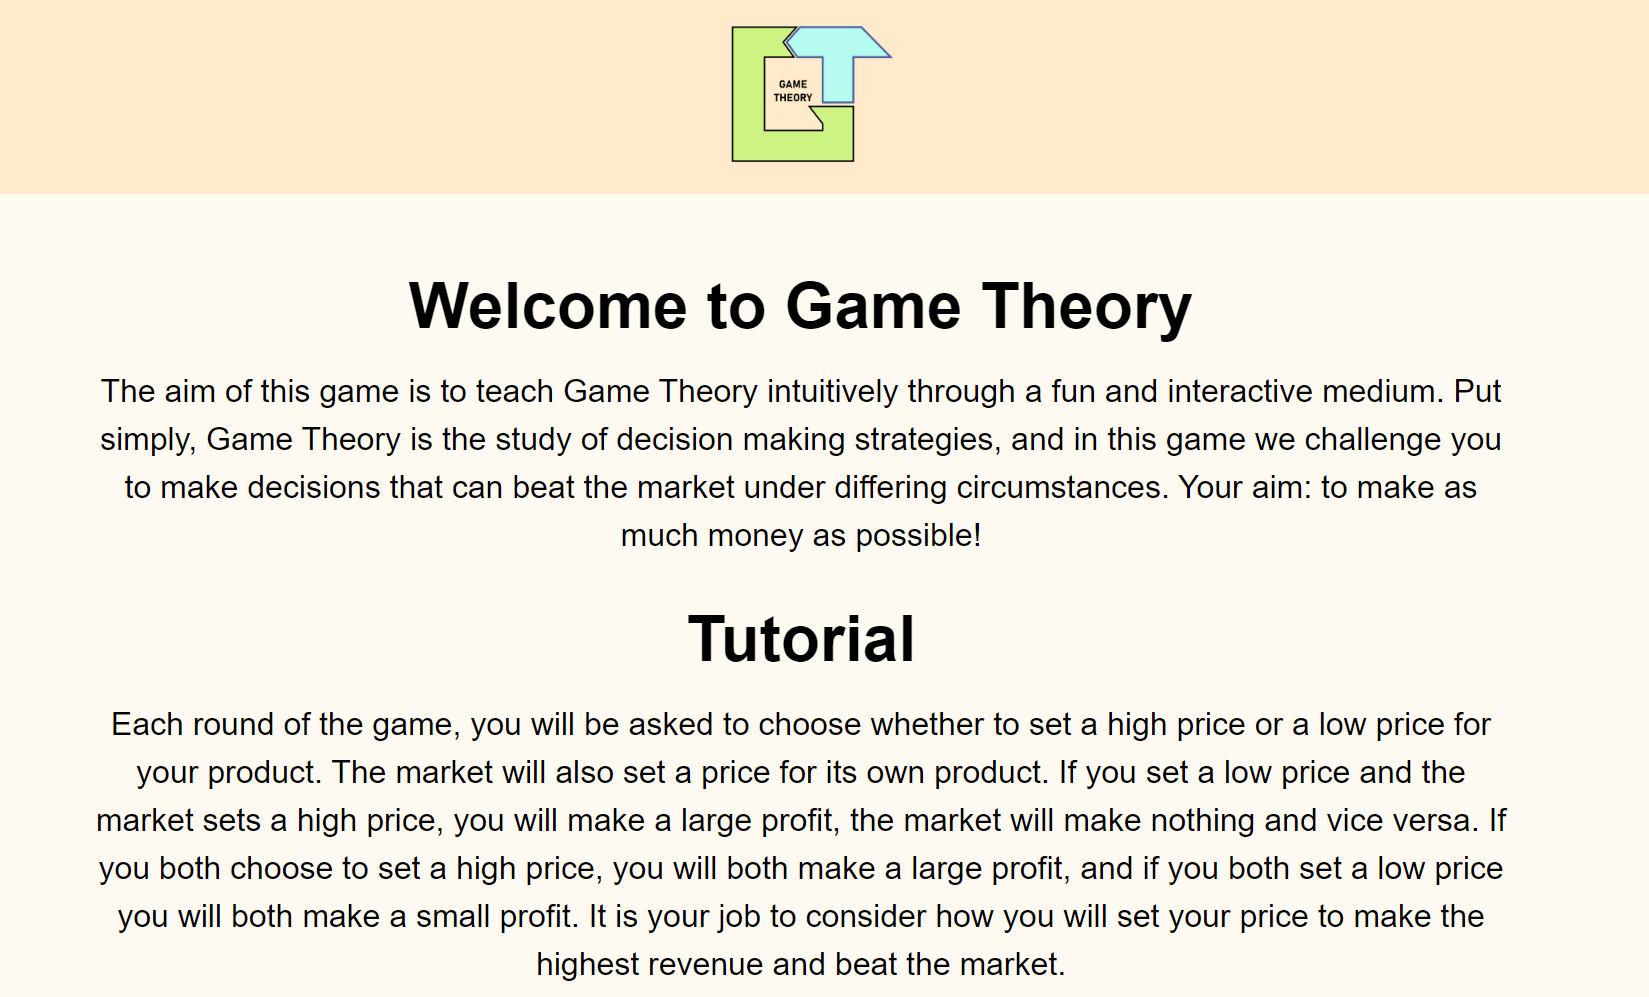 GAME
THEORY
Welcome to Game Theory
The aim of this game is to teach Game Theory intuitively through a fun and interactive medium. Put
simply, Game Theory is the study of decision making strategies, and in this game we challenge you
to make decisions that can beat the market under differing circumstances. Your aim: to make as
much money as possible!
Tutorial
Each round of the game, you will be asked to choose whether to set a high price or a low price for
your product. The market will also set a price for its own product. If you set a low price and the
market sets a high price, you will make a large profit, the market will make nothing and vice versa. If
you both choose to set a high price, you will both make a large profit, and if you both set a low price
you will both make a small profit. It is your job to consider how you will set your price to make the
highest revenue and beat the market.